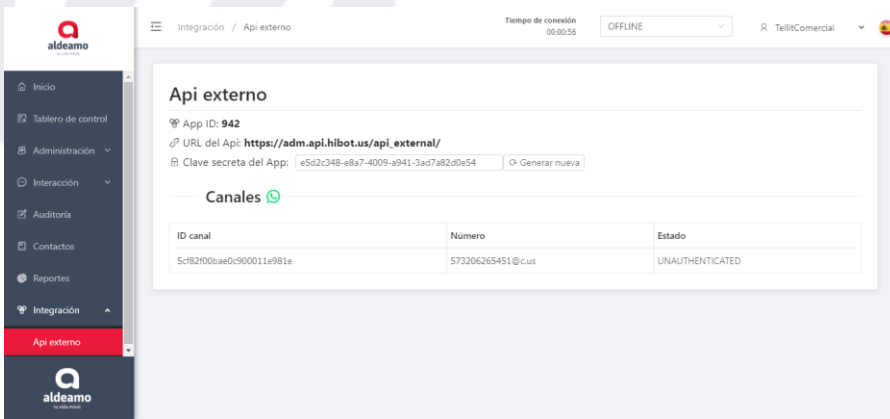 aldeamo
Integración / Api externo
Tiempo de conexión
00:00:56
OFFLINE
TellitComercial
Inicio
Tablero de control
Administración
Interacción
Auditoría
Contactos
Reportes
Integración
Api externo
aldeamo
tu vida móvil
Api externo
App ID: 942
URL del Api: https://adm.api.hibot.us/api_external/
Clave secreta del App: e5d2c348-e8a7-4009-a941-3ad7a82d0e54 Generar nueva
Canales
ID canal Número Estado
5cf82f00bae0c900011e981e 573206265451@c.us UNAUTHENTICATED